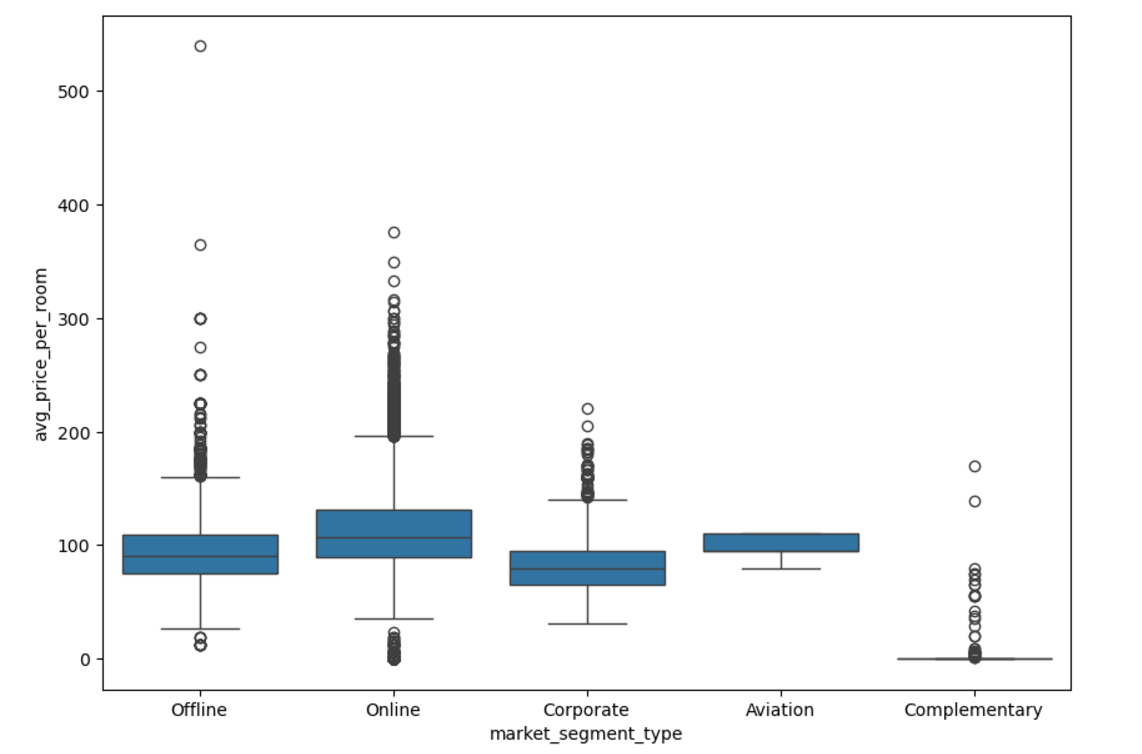 500
400
300
200
100
0
avg_price_per_room
Offline Online Corporate Aviation Complementary
market_segment_type